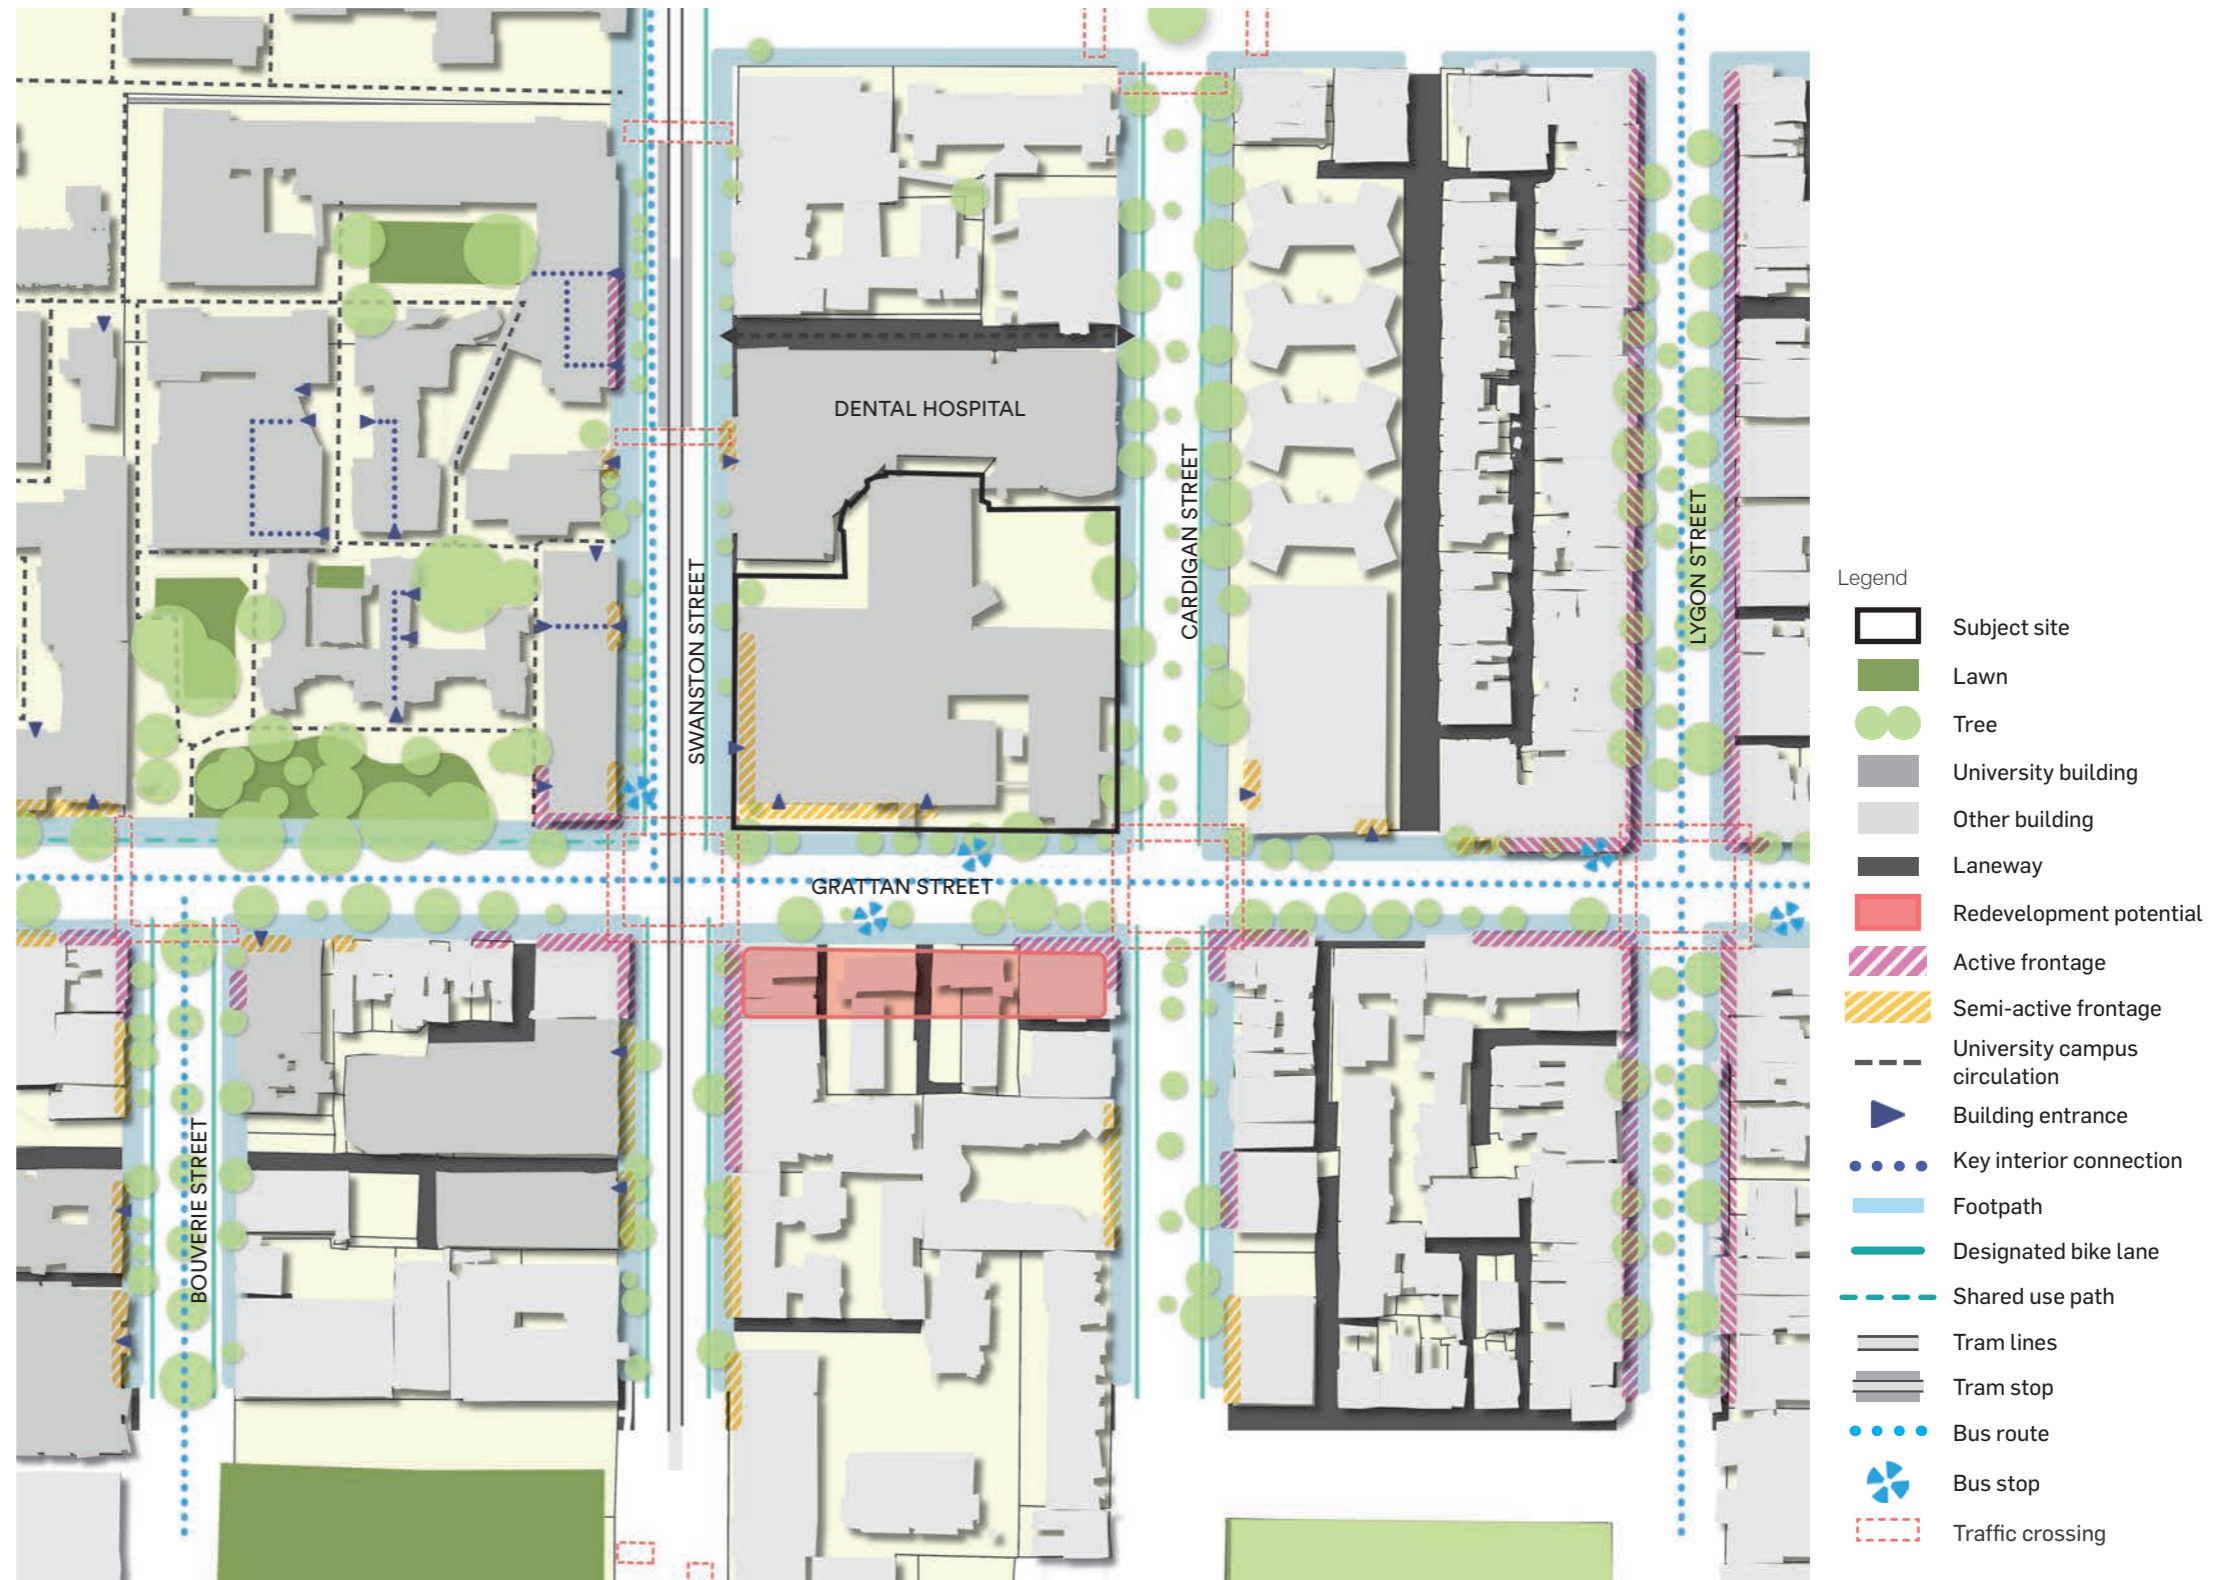 DENTAL HOSPITAL
SWANSTON STREET
CARDIGAN STREET
LYGON STREET
GRATTAN STREET
BOUVERIE STREET
Legend
Subject site
Lawn
Tree
University building
Other building
Laneway
Redevelopment potential
Active frontage
Semi-active frontage
University campus
circulation
Building entrance
Key interior connection
Footpath
Designated bike lane
Shared use path
Tram lines
Tram stop
Bus route
Bus stop
Traffic crossing